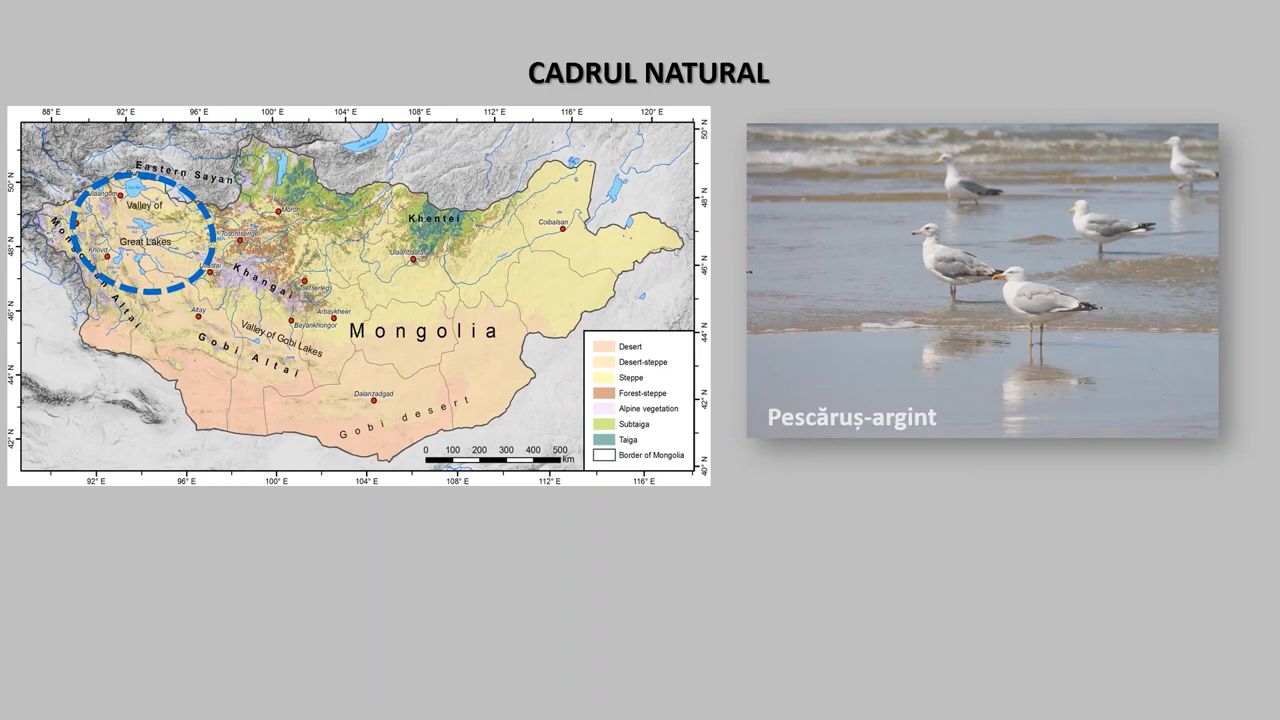 CADRUL NATURAL
88° E 92° E 96° E 100° E 104° E 108° E 112° E 116° E 120° E
50° N
48° N
46° N
44° N
42° N
50° N
48° N
46° N
44° N
42° N
40° N
Eastern Sayan
Ulaangom
Valley of
Great Lakes
Khovd
Uliastai
Tosontsengel
Moron
Khentei
Coibalsan
Ulaanbaatar
Khangai
Tsetserleg
Altay
Arbaykheer
Bayankhongor
Valley of Gobi Lakes
Mongolia
Gobi Altai
Dalanzadgad
Gobi desert
0 100 200 300 400 500
Km
Desert
Desert-steppe
Steppe
Forest-steppe
Alpine vegetation
Subtaiga
Taiga
Border of Mongolia
92° E 96° E 100° E 104° E 108° E 112° E 116° E
Pescăruș-argint